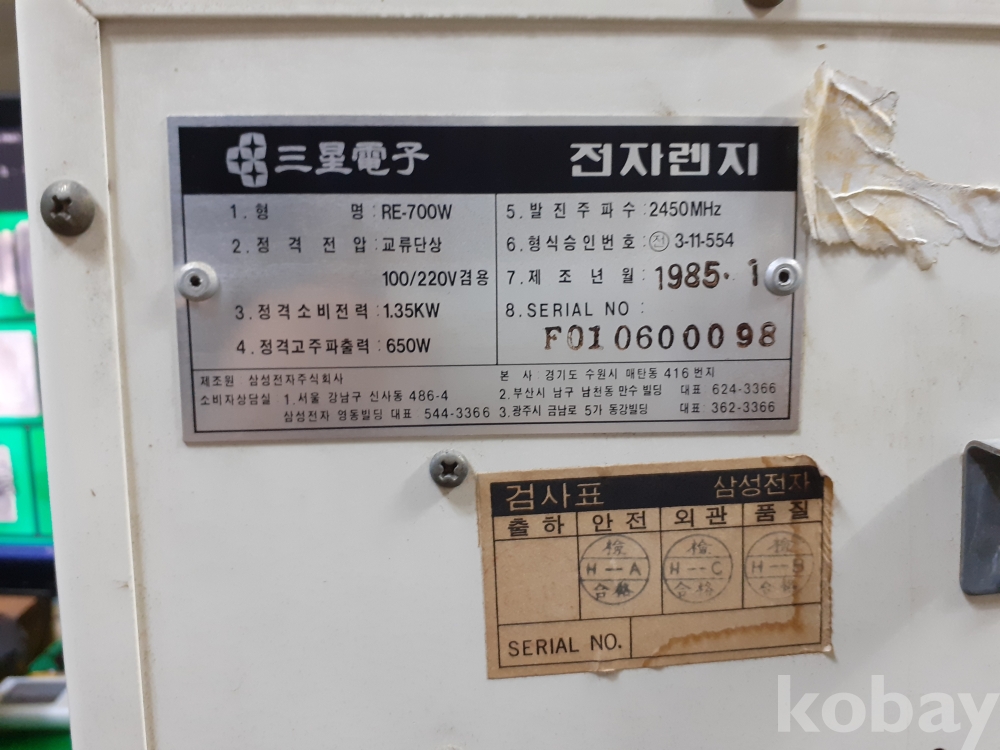 三星電子 전자렌지
1. 형 명 : RE-700W
2. 정격전압 : 교류단상
100/220V겸용
3. 정격소비전력 : 1.35KW
4. 정격고주파출력 : 650W
5. 발진주파수 : 2450MHz
6. 형식승인번호 : 전 3-11-554
7. 제조년월 : 1985. 1
8. SERIAL NO :
F010600098
제조원 삼성전자주식회사
소비자상담실 1. 서울 강남구 신사동 486-4
삼성전자 영동빌딩 대표 544-3366
본 사 : 경기도 수원시 매탄동 416 번지
2. 부산시 남구 남천동 만수 빌딩 대표 : 624-3366
3. 광주시 금남로 5가 동강빌딩 대표 : 362-3366
검사표 삼성전자
출하 안전 외관 품질
檢 檢 檢
H--A H--C H--B
合格 合格 合格
SERIAL NO.
kobay